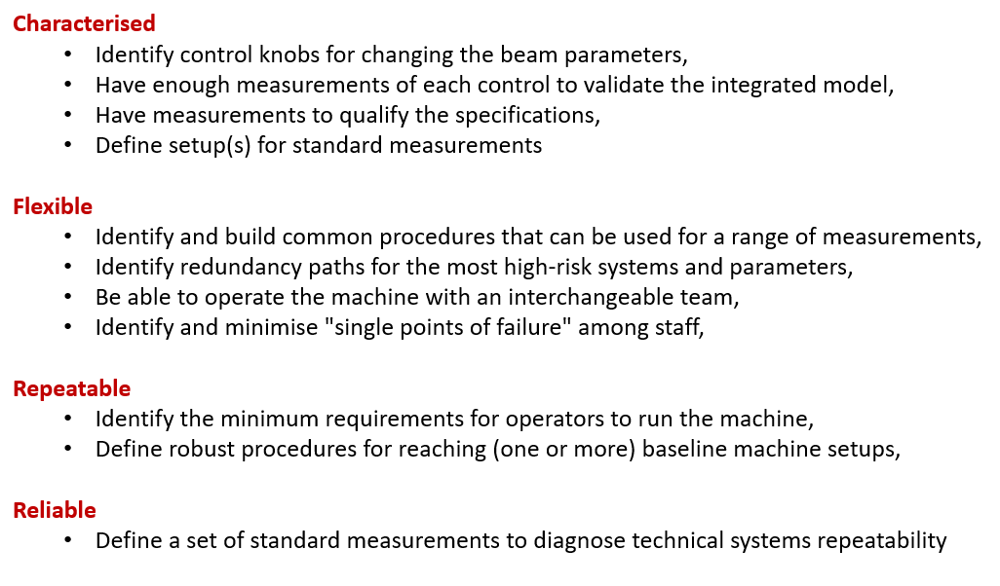 Characterised
• Identify control knobs for changing the beam parameters,
• Have enough measurements of each control to validate the integrated model,
• Have measurements to qualify the specifications,
• Define setup(s) for standard measurements
Flexible
• Identify and build common procedures that can be used for a range of measurements,
• Identify redundancy paths for the most high-risk systems and parameters,
• Be able to operate the machine with an interchangeable team,
• Identify and minimise "single points of failure" among staff,
Repeatable
• Identify the minimum requirements for operators to run the machine,
• Define robust procedures for reaching (one or more) baseline machine setups,
Reliable
• Define a set of standard measurements to diagnose technical systems repeatability